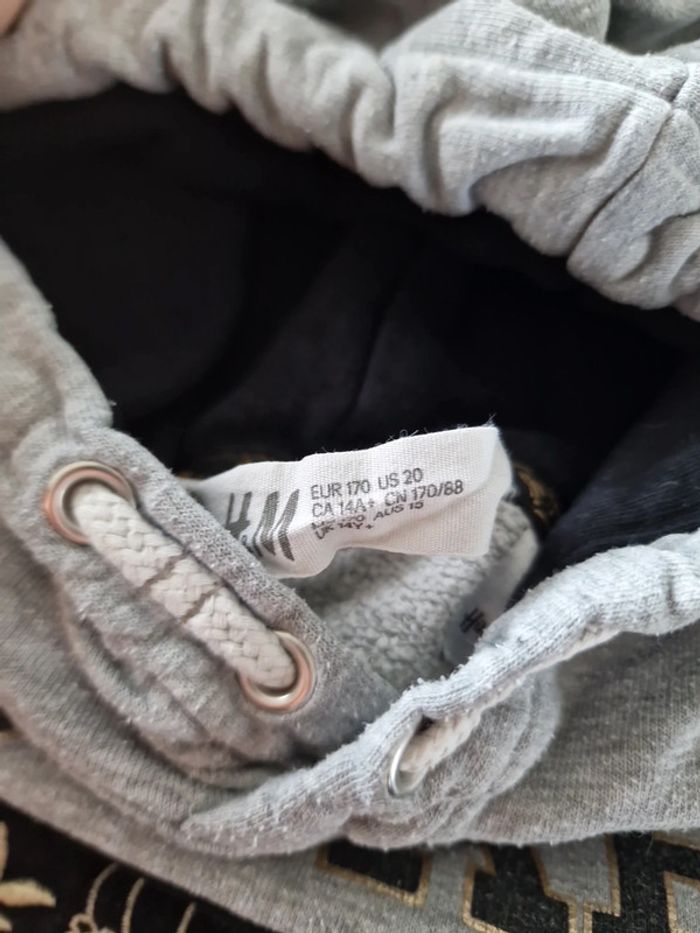 H&M
EUR 170 US 20
CA 14A+ CN 170/88
AUS 15
UK 14Y+